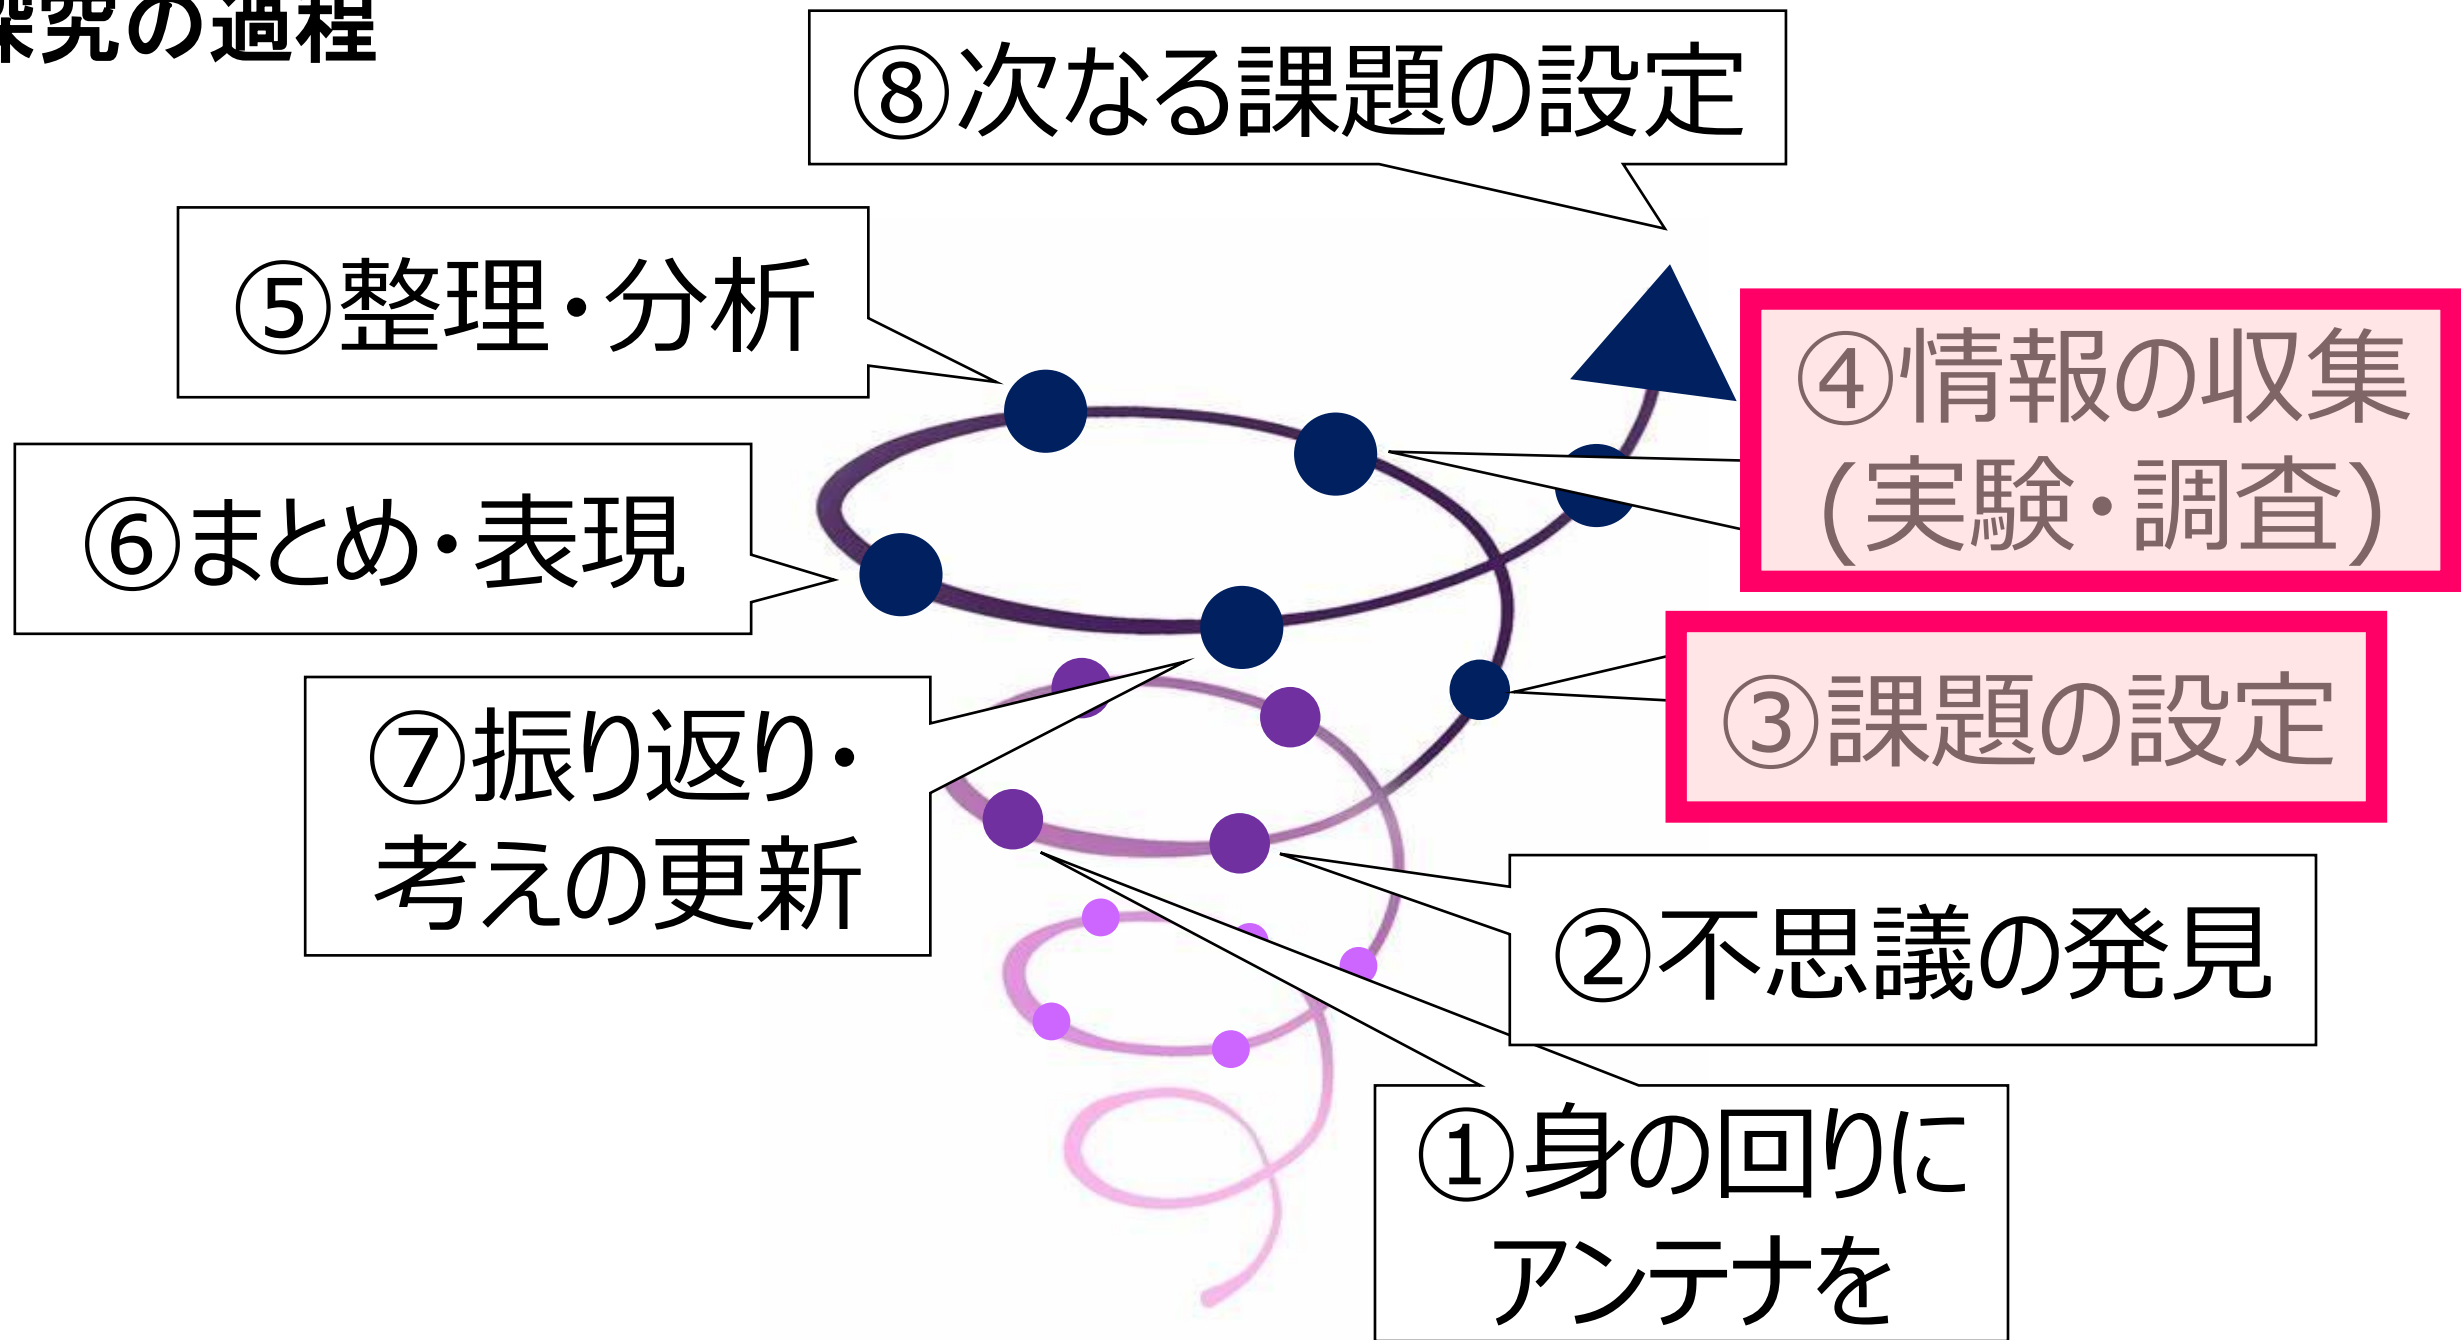 探究の過程
⑧次なる課題の設定
⑤整理・分析
④情報の収集
(実験・調査)
⑥まとめ・表現
③課題の設定
⑦振り返り・
考えの更新
②不思議の発見
①身の回りに
アンテナを